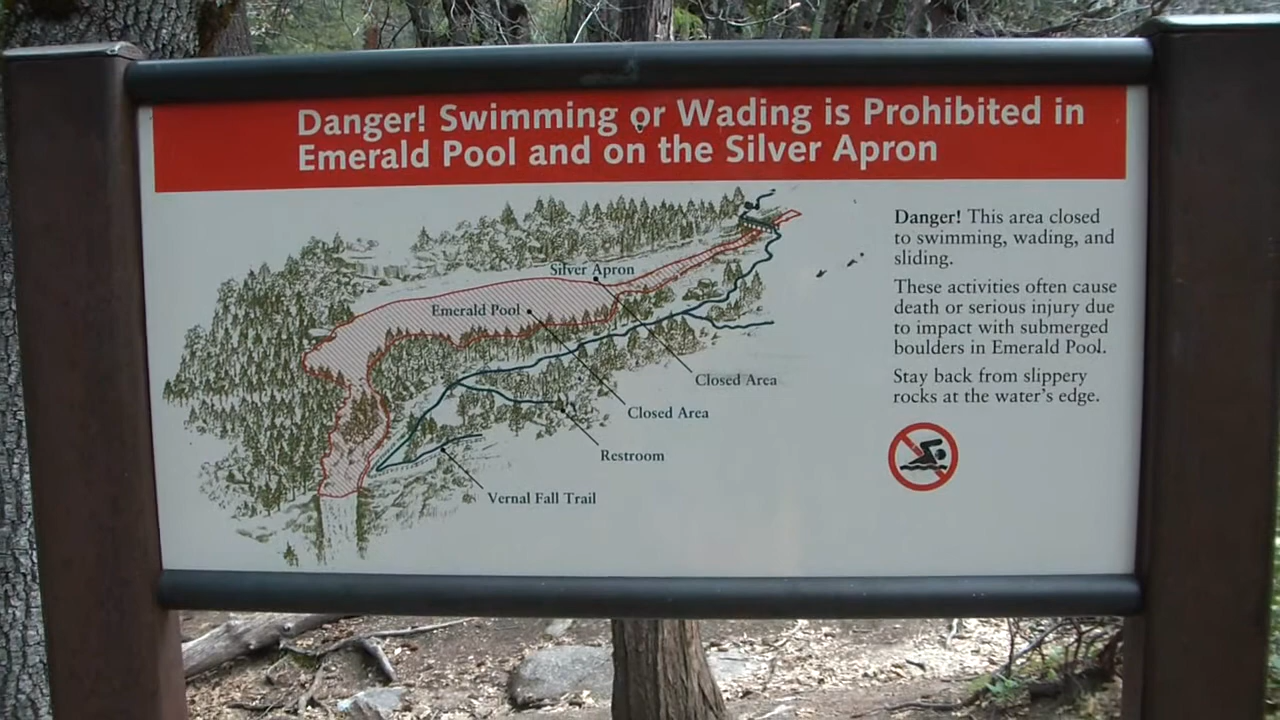 Danger! Swimming or Wading is Prohibited in
Emerald Pool and on the Silver Apron
Silver Apron
Emerald Pool
Closed Area
Closed Area
Restroom
Vernal Fall Trail
Danger! This area closed
to swimming, wading, and
sliding.
These activities often cause
death or serious injury due
to impact with submerged
boulders in Emerald Pool.
Stay back from slippery
rocks at the water's edge.